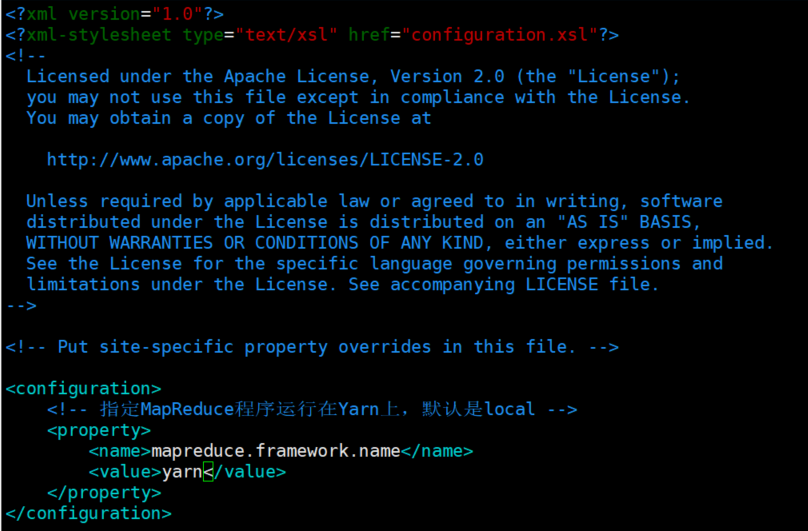 <?xml version="1.0"?>
<?xml-stylesheet type="text/xsl" href="configuration.xsl"?>
<!--
  Licensed under the Apache License, Version 2.0 (the "License");
  you may not use this file except in compliance with the License.
  You may obtain a copy of the License at

    http://www.apache.org/licenses/LICENSE-2.0

  Unless required by applicable law or agreed to in writing, software
  distributed under the License is distributed on an "AS IS" BASIS,
  WITHOUT WARRANTIES OR CONDITIONS OF ANY KIND, either express or implied.
  See the License for the specific language governing permissions and
  limitations under the License. See accompanying LICENSE file.
-->

<!-- Put site-specific property overrides in this file. -->

<configuration>
    <!-- 指定MapReduce程序运行在Yarn上，默认是local -->
    <property>
        <name>mapreduce.framework.name</name>
        <value>yarn</value>
    </property>
</configuration>